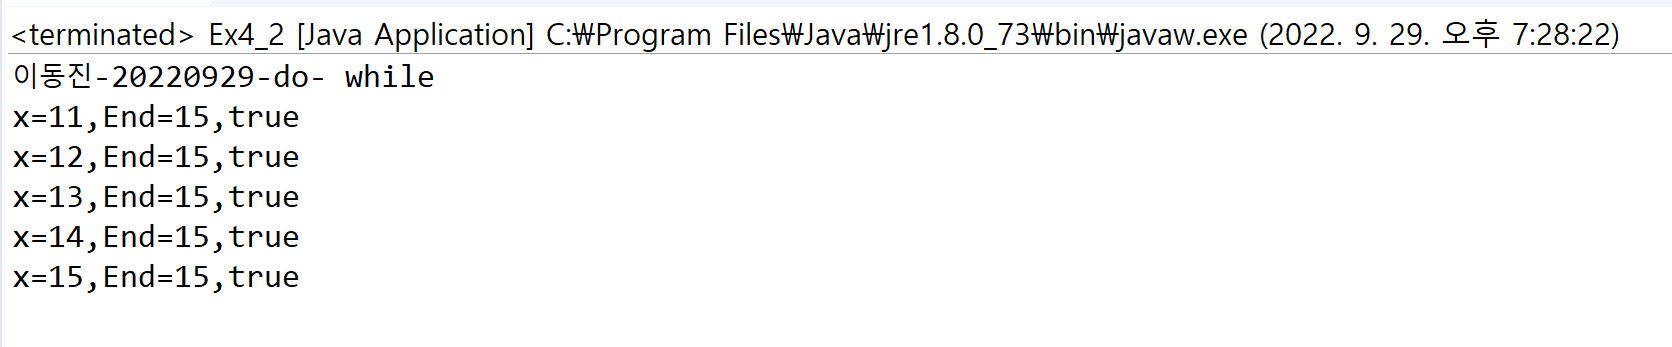 <terminated> Ex4_2 [Java Application] C:₩Program Files₩Java₩jre1.8.0_73₩bin₩javaw.exe (2022. 9. 29. 오후 7:28:22)
이동진-20220929-do- while
x=11,End=15,true
x=12,End=15,true
x=13,End=15,true
x=14,End=15,true
x=15,End=15,true